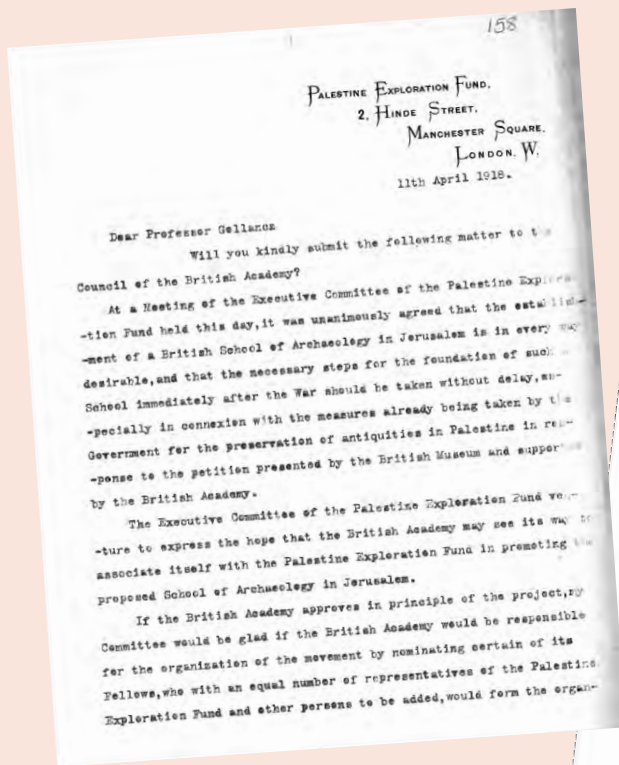 158
PALESTINE EXPLORATION FUND,
2, HINDE STREET,
MANCHESTER SQUARE,
LONDON, W,
11th April 1918.
Dear Professor Gollancz
Will you kindly submit the following matter to
Council of the British Academy?
At a Meeting of the Executive Committee of the Palestine Explora-
-tion Fund held this day,it was unanimously agreed that the establish-
-ment of a British School of Archaeology in Jerusalem is in every way
desirable,and that the necessary steps for the foundation of such
School immediately after the War should be taken without delay,es-
-pecially in connexion with the measures already being taken by the
Government for the preservation of antiquities in Palestine in res-
-ponse to the petition presented by the British Museum and supported
by the British Academy.
The Executive Committee of the Palestine Exploration Fund ven-
-ture to express the hope that the British Academy may see its way to
associate itself with the Palestine Exploration Fund in promoting the
proposed School of Archaeology in Jerusalem.
If the British Academy approves in principle of the project,my
Committee would be glad if the British Academy would be responsible
for the organization of the movement by nominating certain of its
Fellows,who with an equal number of representatives of the Palestine
Exploration Fund and other persons to be added,would form the organ-